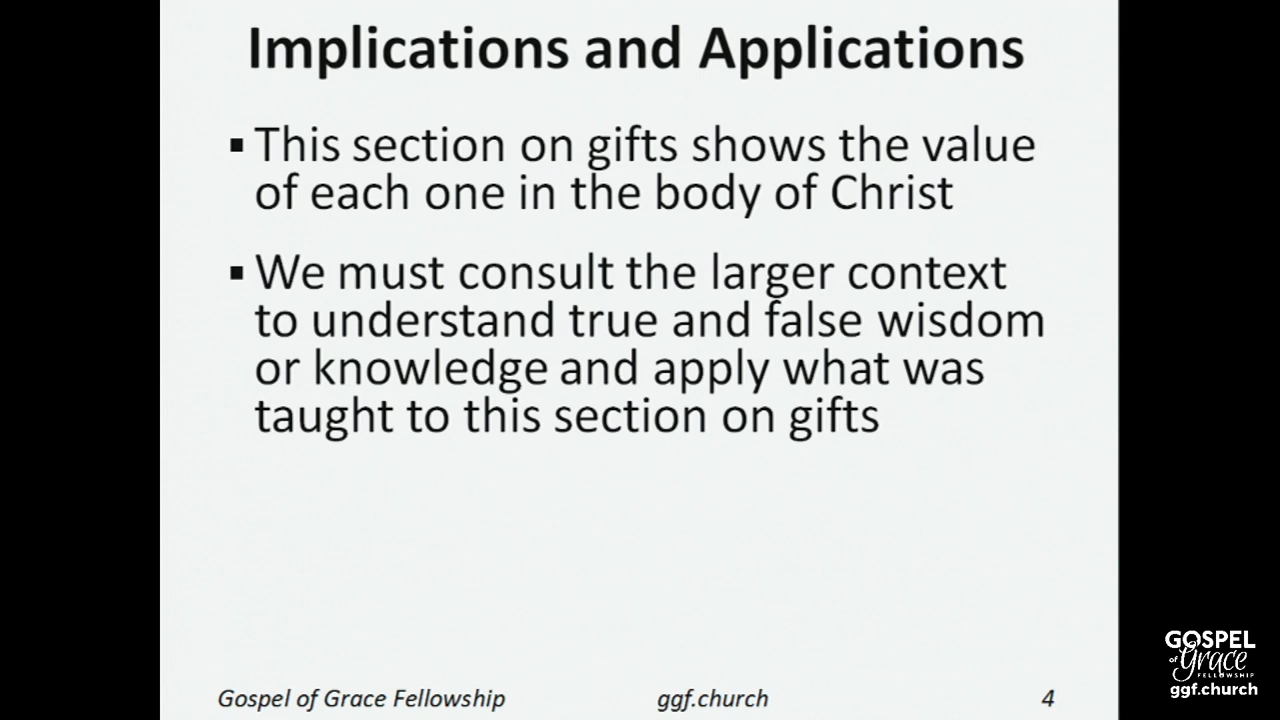 Implications and Applications
▪ This section on gifts shows the value
of each one in the body of Christ
▪ We must consult the larger context
to understand true and false wisdom
or knowledge and apply what was
taught to this section on gifts
Gospel of Grace Fellowship ggf.church 4
GOSPEL
of Grace
FELLOWSHIP
ggf.church